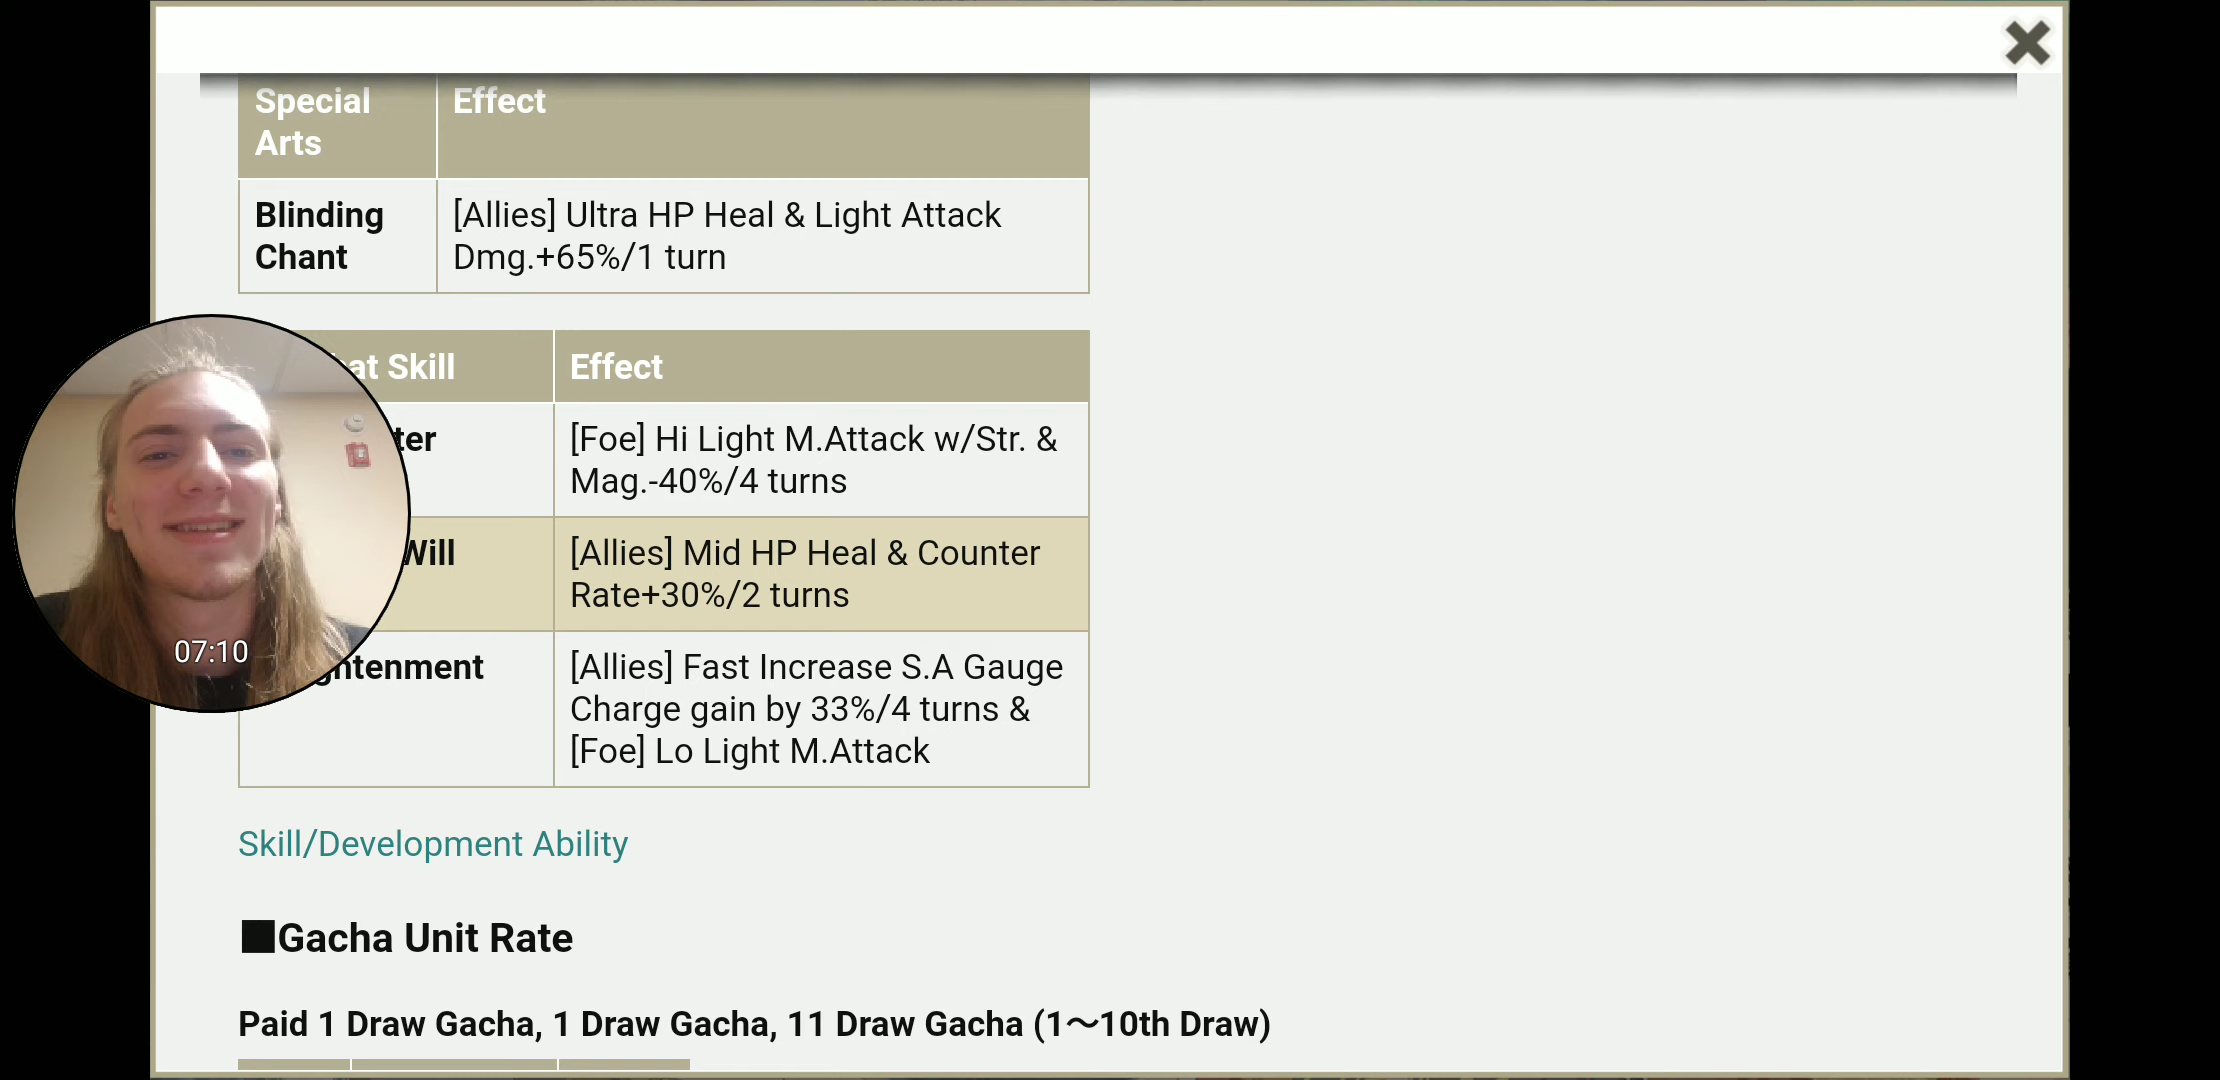 Special
Arts
Effect
Blinding
Chant
[Allies] Ultra HP Heal & Light Attack
Dmg.+65%/1 turn
Skill
Effect
[Foe] Hi Light M.Attack w/Str. &
Mag.-40%/4 turns
Will
[Allies] Mid HP Heal & Counter
Rate+30%/2 turns
07:10
[Allies] Fast Increase S.A Gauge
Charge gain by 33%/4 turns &
[Foe] Lo Light M.Attack
Skill/Development Ability
■Gacha Unit Rate
Paid 1 Draw Gacha, 1 Draw Gacha, 11 Draw Gacha (1〜10th Draw)